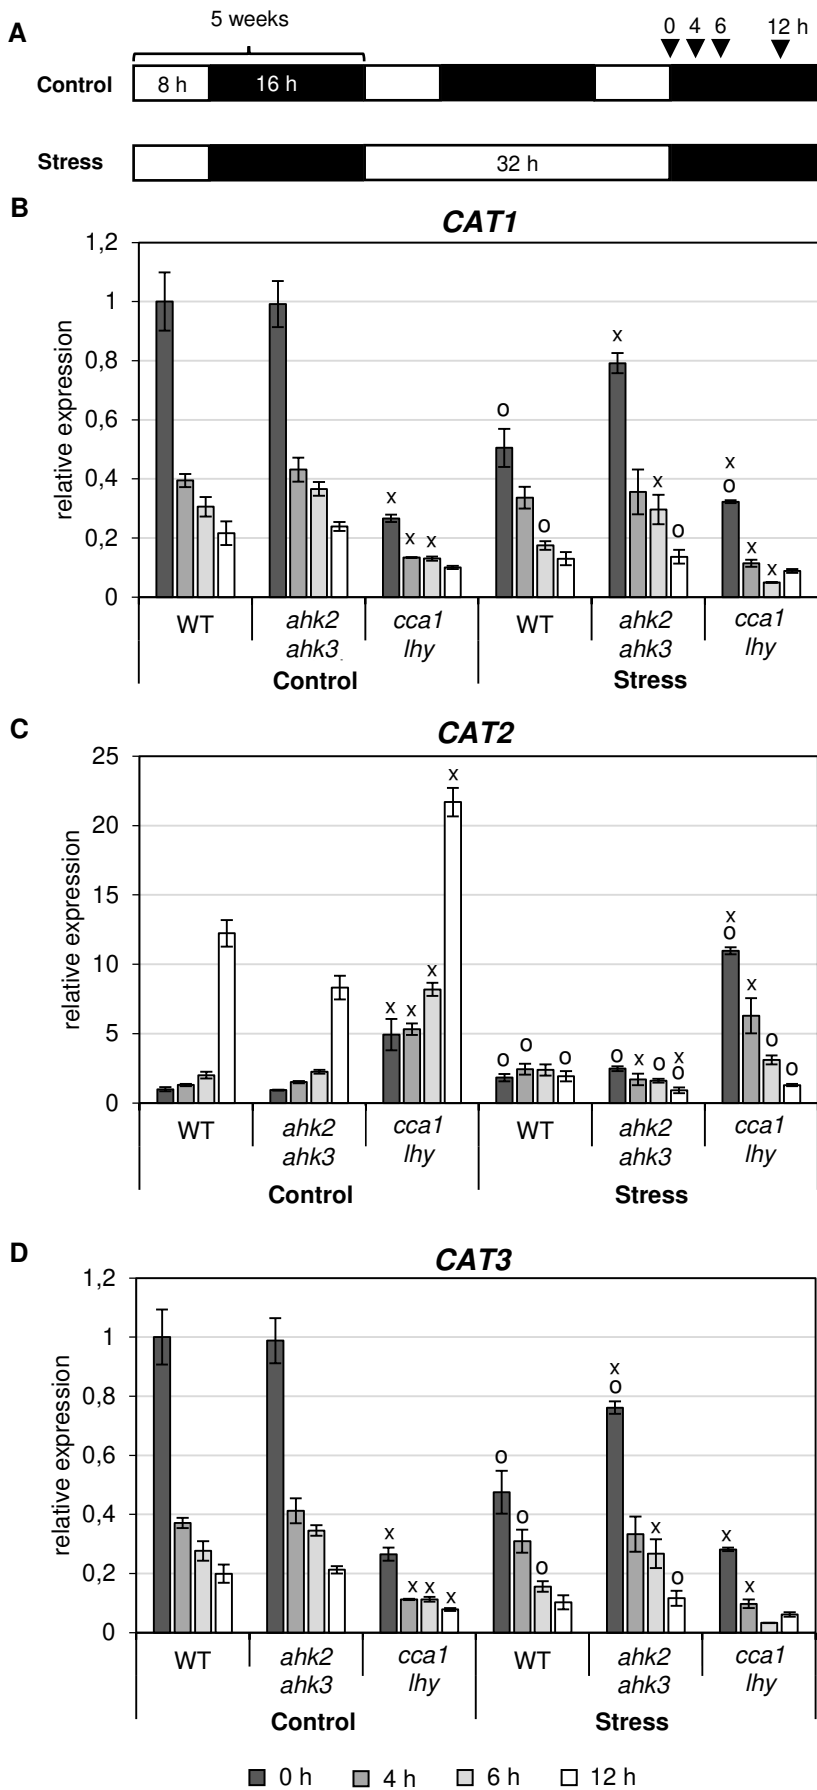 A
5 weeks
0 4 6 12 h
Control 8 h 16 h
Stress 32 h
B
CAT1
relative expression
1,2
1
0,8
0,6
0,4
0,2
0
o
x
x
x
x
o
o
x
o
x
o
x
x
WT ahk2 ahk3 cca1 lhy WT ahk2 ahk3 cca1 lhy
Control Stress
C
CAT2
relative expression
25
20
15
10
5
0
x
x
x
x
o
o
o
o
x
o
x
o
x
o
x
o
o
WT ahk2 ahk3 cca1 lhy WT ahk2 ahk3 cca1 lhy
Control Stress
D
CAT3
relative expression
1,2
1
0,8
0,6
0,4
0,2
0
x
x
x
x
o
o
o
x
o
x
o
x
x
WT ahk2 ahk3 cca1 lhy WT ahk2 ahk3 cca1 lhy
Control Stress
0 h 4 h 6 h 12 h